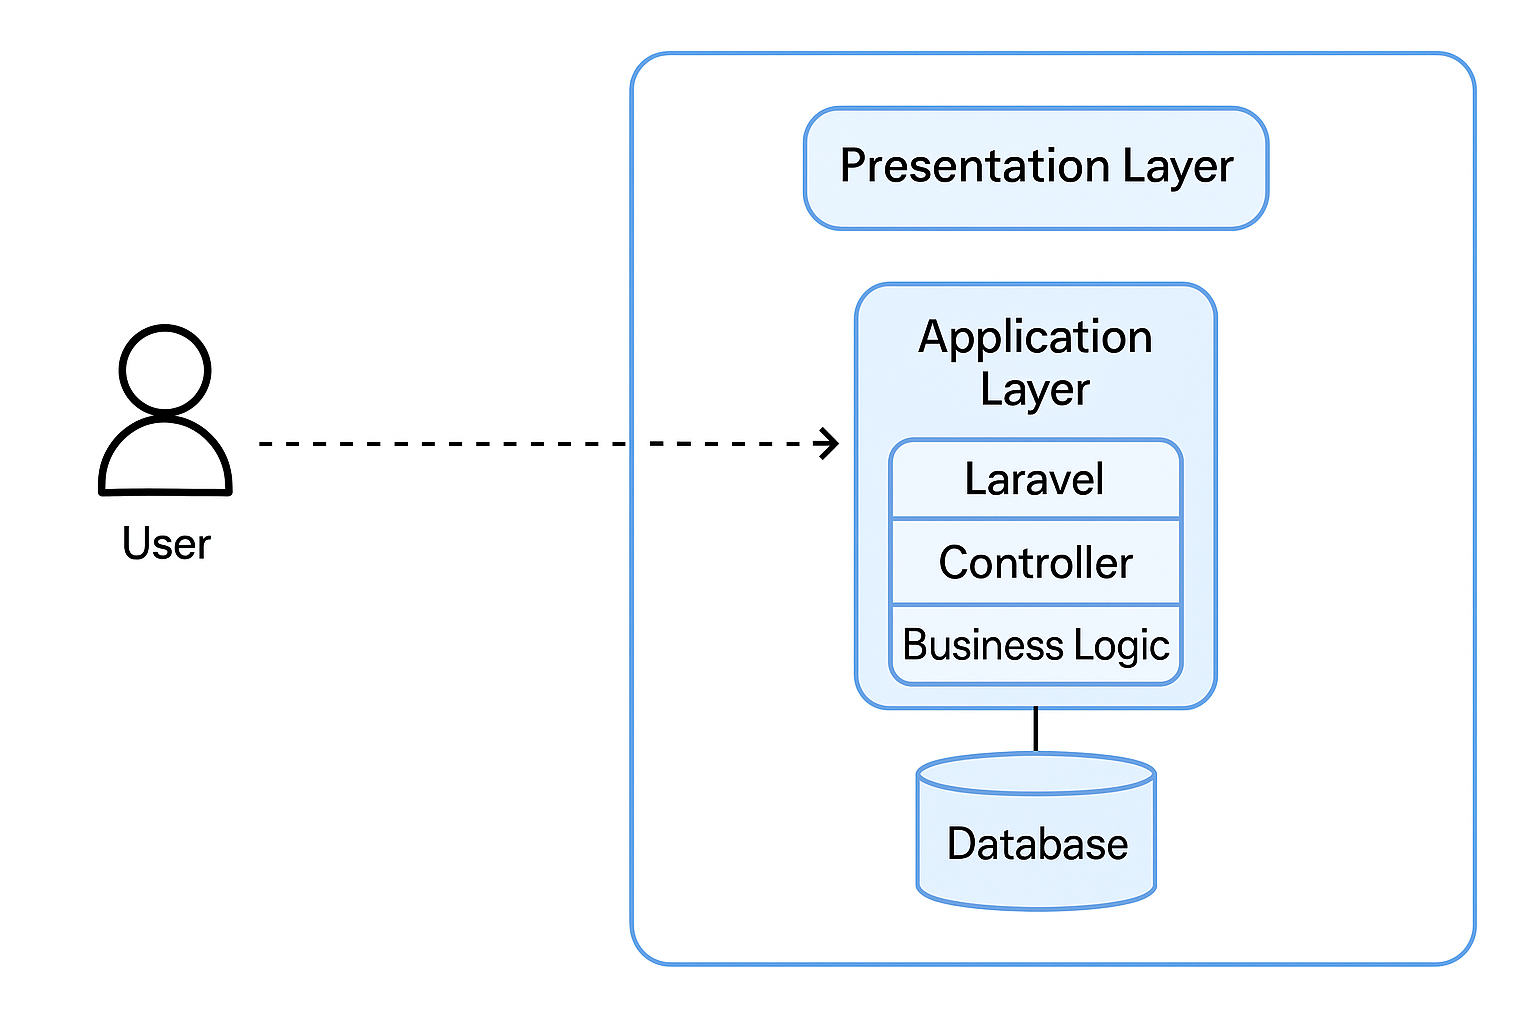 Presentation Layer
Application
Layer
Laravel
Controller
Business Logic
Database
User